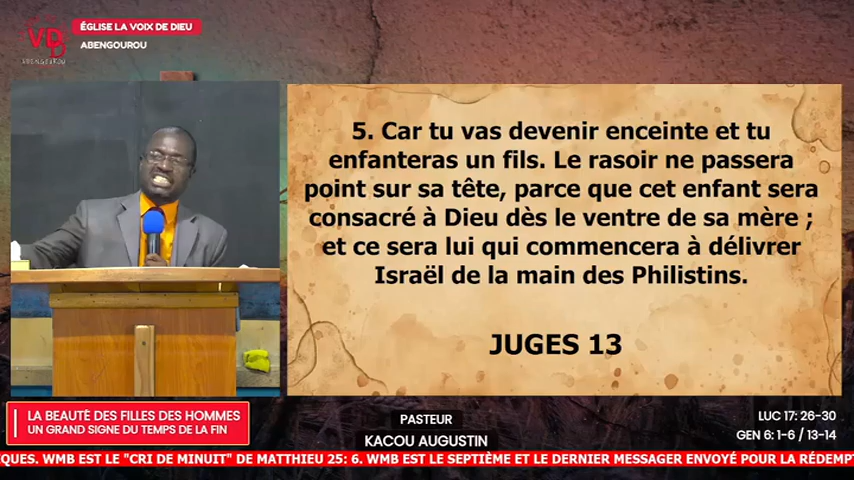 VDD
ABENGOUROU
ÉGLISE LA VOIX DE DIEU
ABENGOUROU
5. Car tu vas devenir enceinte et tu
enfanteras un fils. Le rasoir ne passera
point sur sa tête, parce que cet enfant sera
consacré à Dieu dès le ventre de sa mère ;
et ce sera lui qui commencera à délivrer
Israël de la main des Philistins.
JUGES 13
LA BEAUTÉ DES FILLES DES HOMMES
UN GRAND SIGNE DU TEMPS DE LA FIN
PASTEUR
KACOU AUGUSTIN
LUC 17: 26-30
GEN 6: 1-6 / 13-14
IQUES. WMB EST LE "CRI DE MINUIT" DE MATTHIEU 25: 6. WMB EST LE SEPTIÈME ET LE DERNIER MESSAGER ENVOYÉ POUR LA RÉDEMPT